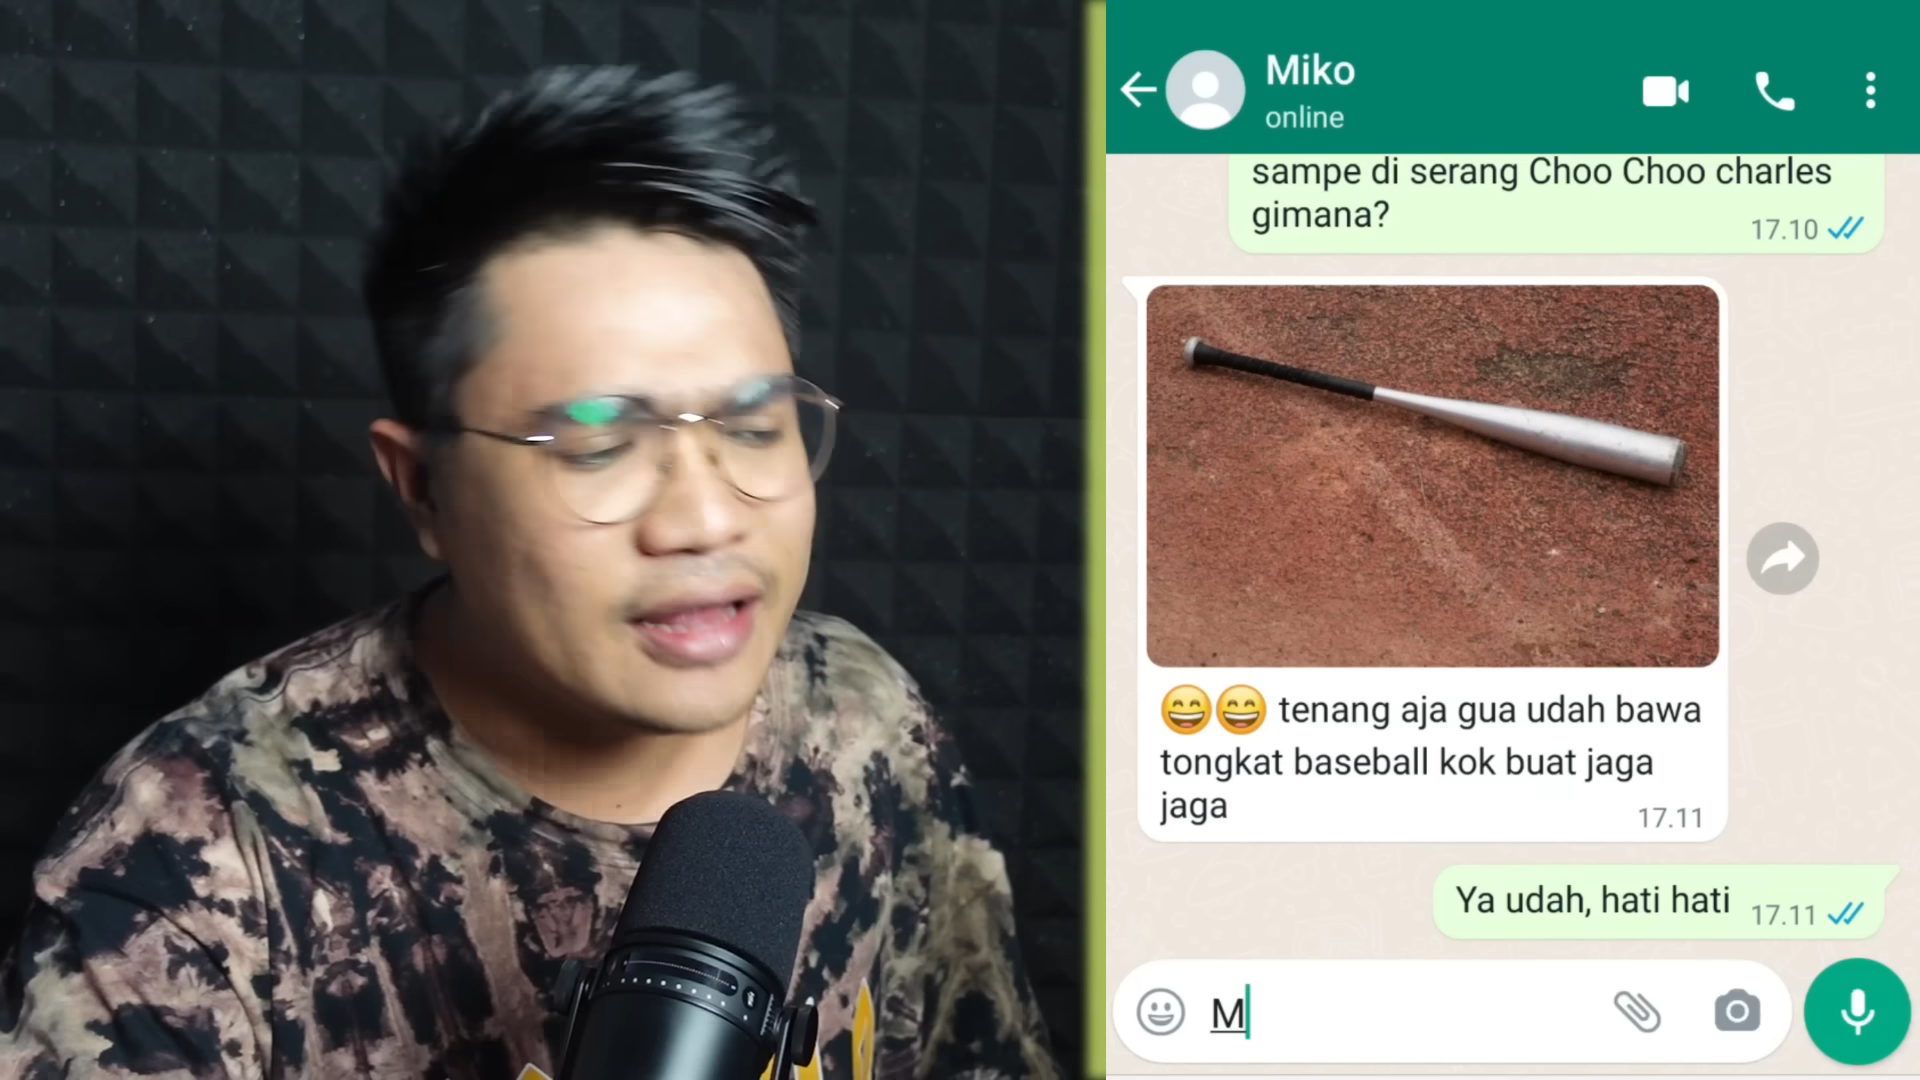 Miko
online
sampe di serang Choo Choo charles
gimana?
17.10
😄😄 tenang aja gua udah bawa
tongkat baseball kok buat jaga
jaga
17.11
Ya udah, hati hati
17.11
M